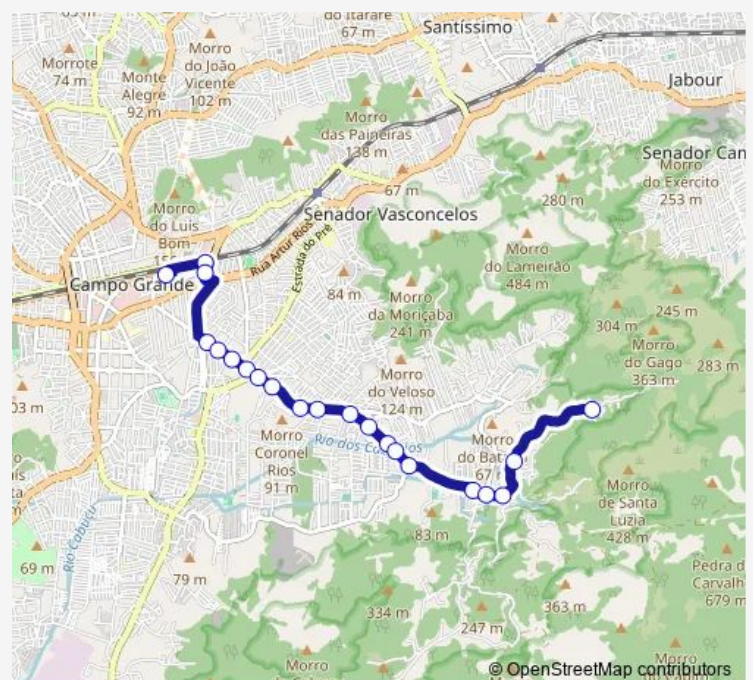 do Itararé
67 m
Santíssimo
Morrote
74 m
Monte
Alegre
92 m
Morro
do João
Vicente
102 m
Jabour
Morro
das Paineiras
138 m
Senador Cam
Morro
do Exército
253 m
67 m
280 m
Morro
do Luis
Bom
Senador Vasconcelos
Rua Artur Rios
Estrada do Pré
Morro
do Lameirão
484 m
Campo Grande
84 m
Morro
da Moriçaba
241 m
245 m
304 m
Morro
do Gago
363 m
283 m
03 m
Morro
do Veloso
124 m
Morro
Coronel
Rios
91 m
Rio dos
Morro
do Bat
67
Morro
de Santa
Luzia
428 m
Rio Cabuçu
83 m
69 m
79 m
Pedra d
Carvalh
679 m
334 m
363 m
247 m
Morro
Morro
© OpenStreetMap contributors